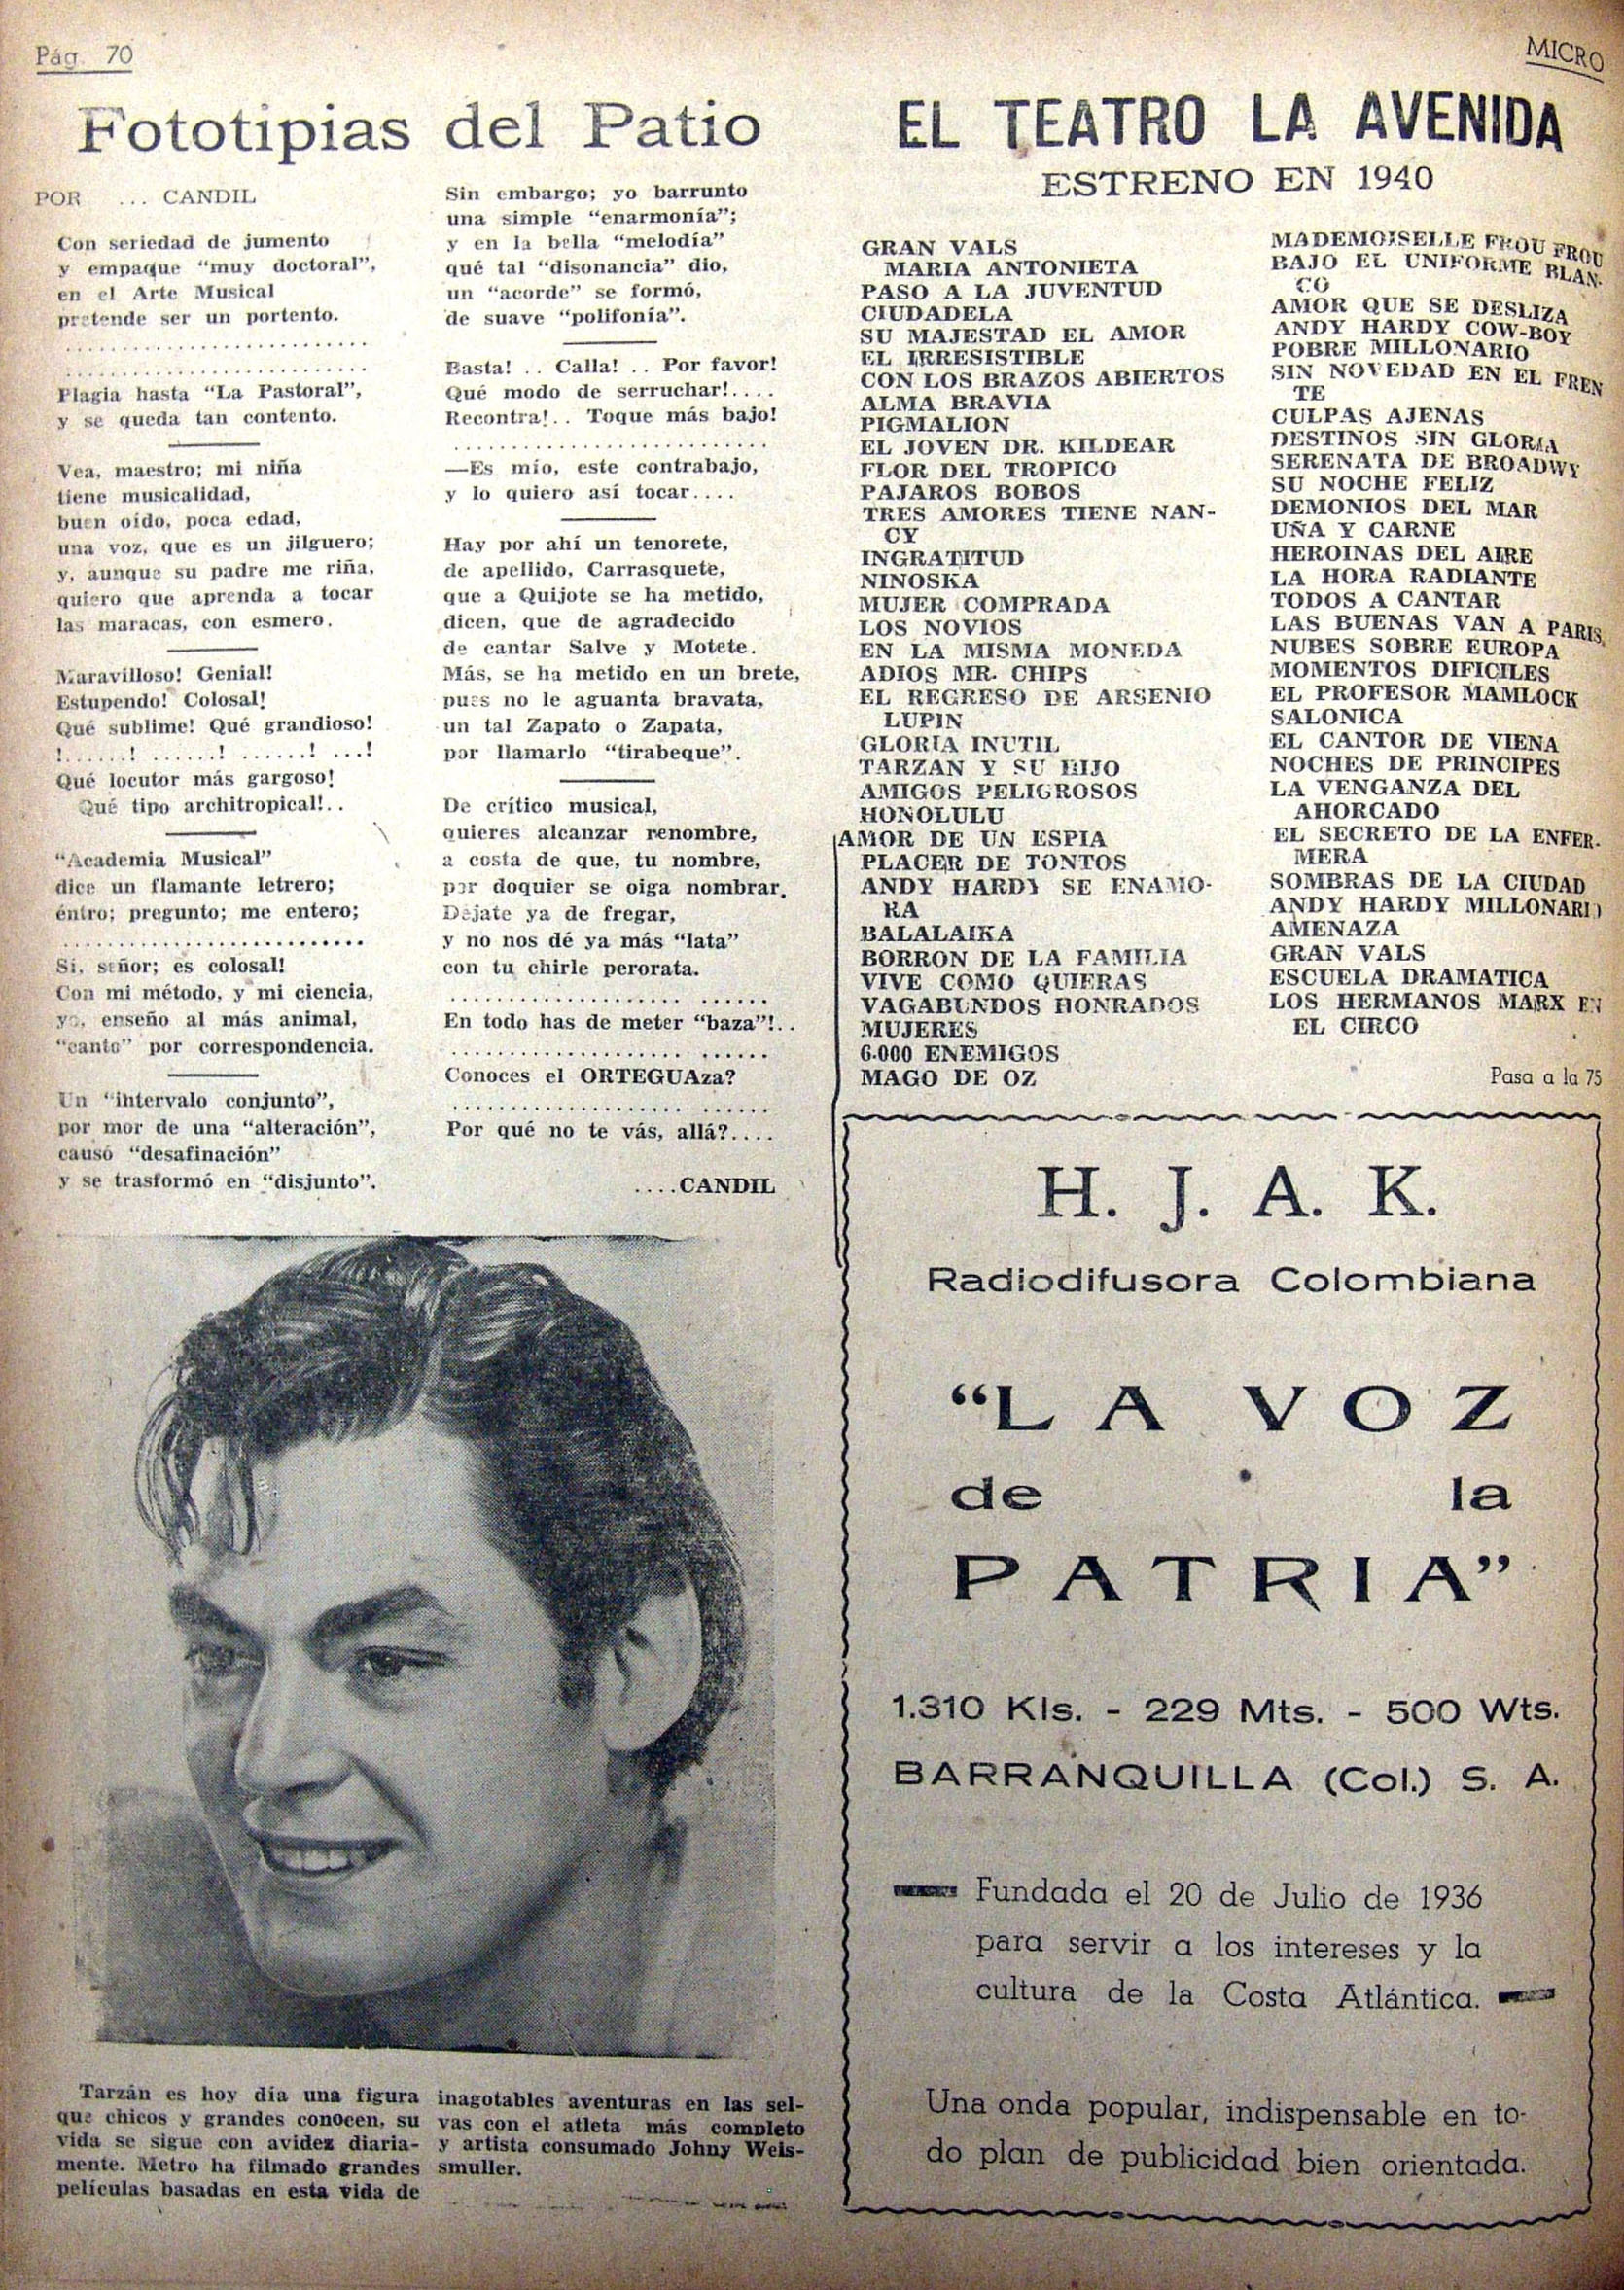 Pág. 70
MICRO
Fototipias del Patio
POR ... CANDIL
Con seriedad de jumento
y empaque “muy doctoral”,
en el Arte Musical
pretende ser un portento.
.............................
.............................
Plagia hasta “La Pastoral”,
y se queda tan contento.
Vea, maestro; mi niña
tiene musicalidad,
buen oído, poca edad,
una voz, que es un jilguero;
y, aunque su padre me riña,
quiero que aprenda a tocar
las maracas, con esmero.
Maravilloso! Genial!
Estupendo! Colosal!
Qué sublime! Qué grandioso!
!......! ......! ......! ...!
Qué locutor más gargoso!
Qué tipo architropical!..
“Academia Musical”
dice un flamante letrero;
éntro; pregunto; me entero;
.............................
Sí, señor; es colosal!
Con mi método, y mi ciencia,
yo, enseño al más animal,
“canto” por correspondencia.
Un “intervalo conjunto”,
por mor de una “alteración”,
causó “desafinación”
y se trasformó en “disjunto”.
Sin embargo; yo barrunto
una simple “enarmonía”;
y en la bella “melodía”
qué tal “disonancia” dio,
un “acorde” se formó,
de suave “polifonía”.
Basta! .. Calla! .. Por favor!
Qué modo de serruchar!....
Recontra!.. Toque más bajo!
.............................
—Es mío, este contrabajo,
y lo quiero así tocar....
Hay por ahí un tenorete,
de apellido, Carrasquete,
que a Quijote se ha metido,
dicen, que de agradecido
de cantar Salve y Motete.
Más, se ha metido en un brete,
pues no le aguanta bravata,
un tal Zapato o Zapata,
por llamarlo “tirabeque”.
De crítico musical,
quieres alcanzar renombre,
a costa de que, tu nombre,
por doquier se oiga nombrar.
Déjate ya de fregar,
y no nos dé ya más “lata”
con tu chirle perorata.
..................... ......
En todo has de meter “baza”!..
..................... ......
Conoces el ORTEGUAza?
..................... ......
Por qué no te vás, allá?....
....CANDIL
Tarzán es hoy día una figura
que chicos y grandes conocen, su
vida se sigue con avidez diaria-
mente. Metro ha filmado grandes
películas basadas en esta vida de
inagotables aventuras en las sel-
vas con el atleta más completo
y artista consumado Johny Weis-
smuller.
EL TEATRO LA AVENIDA
ESTRENO EN 1940
GRAN VALS
MARIA ANTONIETA
PASO A LA JUVENTUD
CIUDADELA
SU MAJESTAD EL AMOR
EL IRRESISTIBLE
CON LOS BRAZOS ABIERTOS
ALMA BRAVIA
PIGMALION
EL JOVEN DR. KILDEAR
FLOR DEL TROPICO
PAJAROS BOBOS
TRES AMORES TIENE NAN-
CY
INGRATITUD
NINOSKA
MUJER COMPRADA
LOS NOVIOS
EN LA MISMA MONEDA
ADIOS MR. CHIPS
EL REGRESO DE ARSENIO
LUPIN
GLORIA INUTIL
TARZAN Y SU HIJO
AMIGOS PELIGROSOS
HONOLULU
AMOR DE UN ESPIA
PLACER DE TONTOS
ANDY HARDY SE ENAMO-
RA
BALALAIKA
BORRON DE LA FAMILIA
VIVE COMO QUIERAS
VAGABUNDOS HONRADOS
MUJERES
6.000 ENEMIGOS
MAGO DE OZ
MADEMOISELLE FROU FROU
BAJO EL UNIFORME BLAN-
CO
AMOR QUE SE DESLIZA
ANDY HARDY COW-BOY
POBRE MILLONARIO
SIN NOVEDAD EN EL FREN
TE
CULPAS AJENAS
DESTINOS SIN GLORIA
SERENATA DE BROADWY
SU NOCHE FELIZ
DEMONIOS DEL MAR
UÑA Y CARNE
HEROINAS DEL AIRE
LA HORA RADIANTE
TODOS A CANTAR
LAS BUENAS VAN A PARIS.
NUBES SOBRE EUROPA
MOMENTOS DIFICILES
EL PROFESOR MAMLOCK
SALONICA
EL CANTOR DE VIENA
NOCHES DE PRINCIPES
LA VENGANZA DEL
AHORCADO
EL SECRETO DE LA ENFER-
MERA
SOMBRAS DE LA CIUDAD
ANDY HARDY MILLONARIO
AMENAZA
GRAN VALS
ESCUELA DRAMATICA
LOS HERMANOS MARX EN
EL CIRCO
Pasa a la 75
H. J. A. K.
Radiodifusora Colombiana
“LA VOZ
de la
PATRIA”
1.310 Kls. - 229 Mts. - 500 Wts.
BARRANQUILLA (Col.) S. A.
Fundada el 20 de Julio de 1936
para servir a los intereses y la
cultura de la Costa Atlántica.
Una onda popular, indispensable en to-
do plan de publicidad bien orientada.